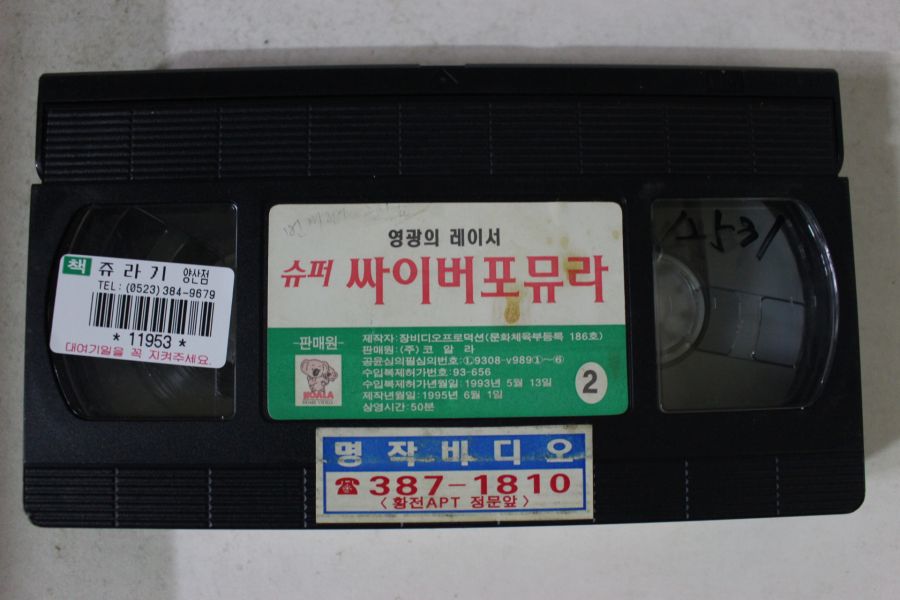 영광의 레이서
슈퍼 싸이버포뮤라
-판매원-
KOALA
제작자:장비디오프로덕션(문화체육부등록 186호)
판매원:(주)코 알 라
공윤심의필심의번호:①9308-v989①~⑥
수입복제허가번호:93-656
수입복제허가년월일:1993년 5월 13일
제작년월일:1995년 6월 1일
상영시간:50분
2
책 쥬라기 양산점
TEL:(0523)384-9679
*11953*
대여기일을 꼭 지켜주세요.
명작비디오
☎387-1810
〈황전APT 정문앞〉